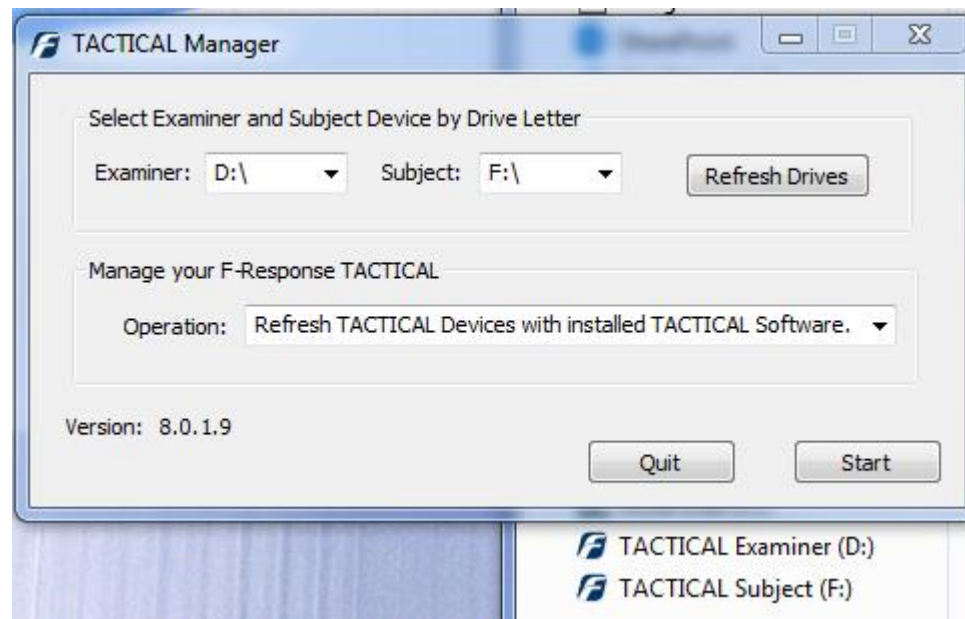 TACTICAL Manager
Select Examiner and Subject Device by Drive Letter
Examiner: D:\ Subject: F:\ Refresh Drives
Manage your F-Response TACTICAL
Operation: Refresh TACTICAL Devices with installed TACTICAL Software.
Version: 8.0.1.9
Quit Start
TACTICAL Examiner (D:)
TACTICAL Subject (F:)